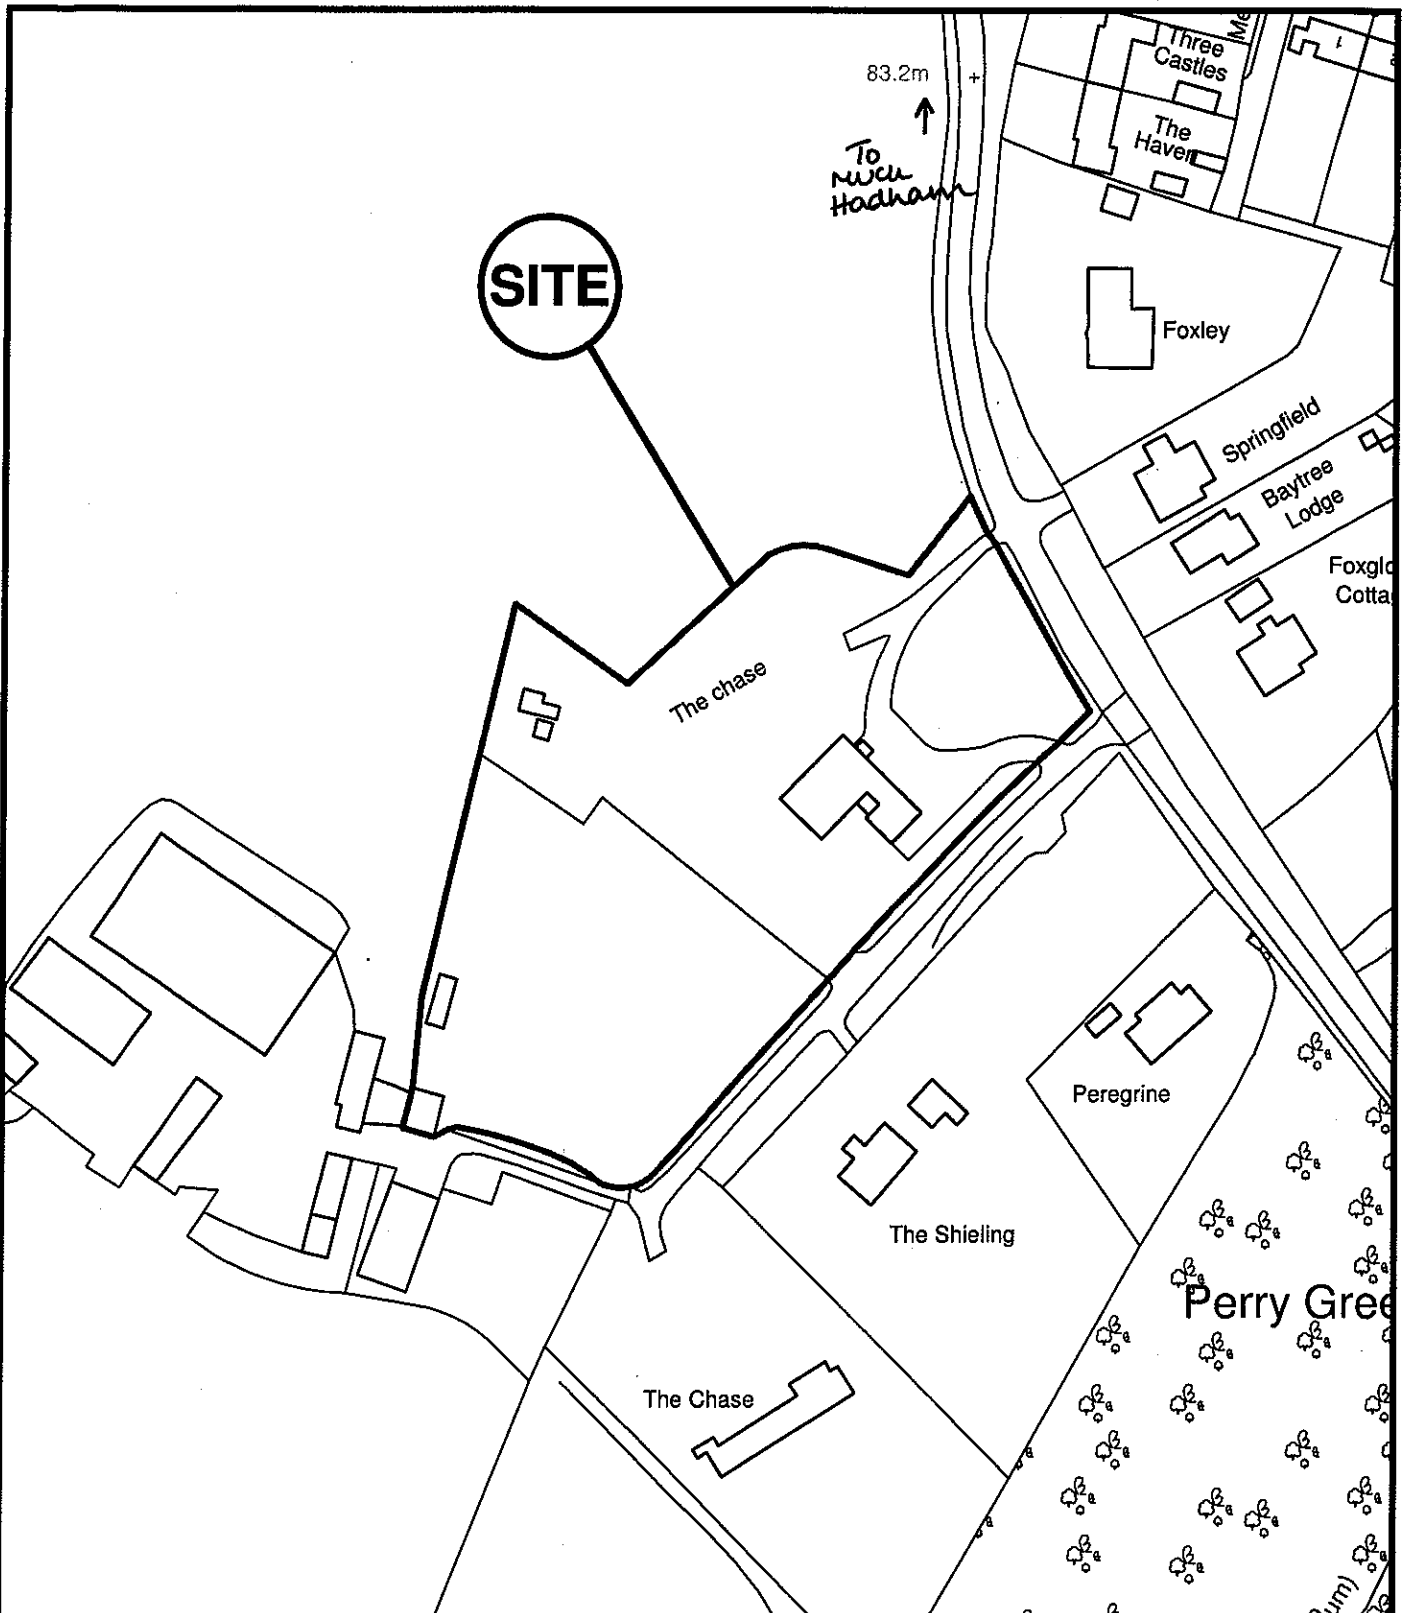 Three
Castles
83.2m
The
Haven
To
Much
Hadham
SITE
Foxley
Springfield
Baytree
Lodge
Foxglo
Cotta
The chase
Peregrine
The Shieling
Perry Gree
The Chase
um)